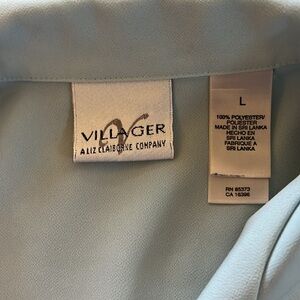 VILLAGER
A LIZ CLAIBORNE COMPANY
L
100% POLYESTER/
POLIESTER
MADE IN SRI LANKA
HECHO EN
SRI LANKA
FABRIQUE A
SRI LANKA
RN 85373
CA 16396